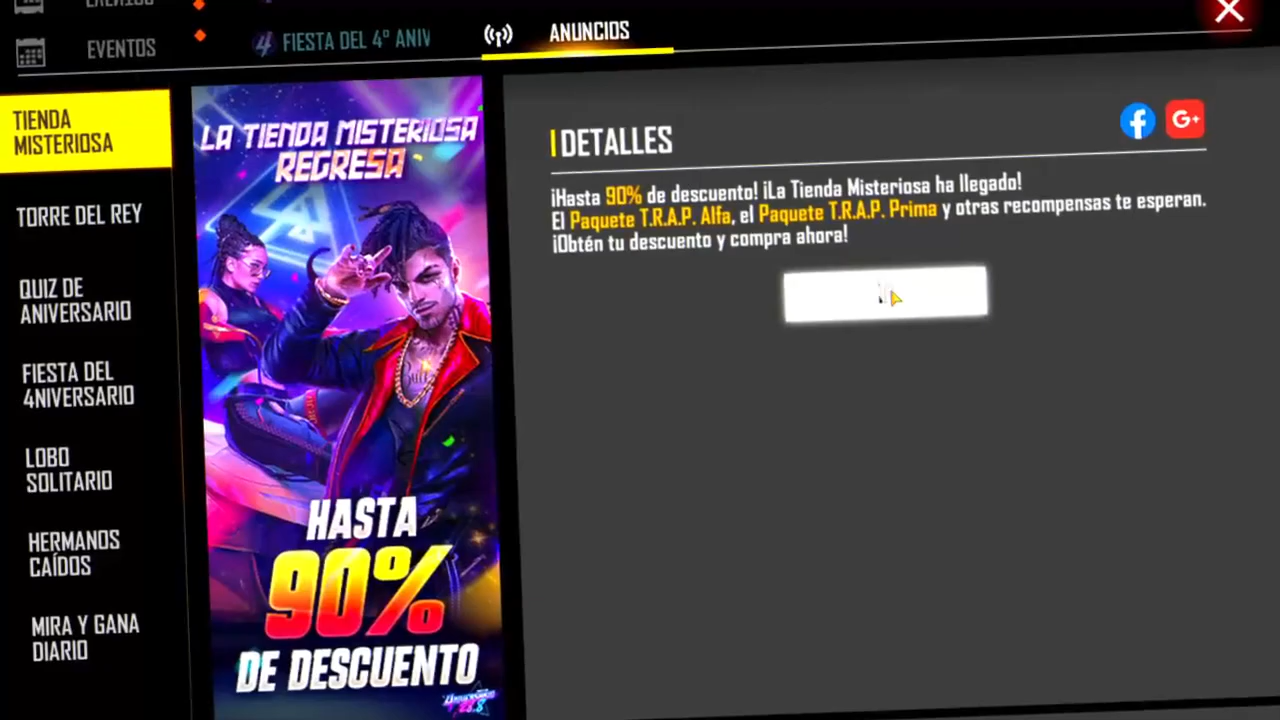 EVENTOS
FIESTA DEL 4º ANIV
ANUNCIOS
TIENDA
MISTERIOSA
TORRE DEL REY
QUIZ DE
ANIVERSARIO
FIESTA DEL
4NIVERSARIO
LOBO
SOLITARIO
HERMANOS
CAÍDOS
MIRA Y GANA
DIARIO
LA TIENDA MISTERIOSA
REGRESA
HASTA
90%
DE DESCUENTO
DETALLES
¡Hasta 90% de descuento! ¡La Tienda Misteriosa ha llegado!
El Paquete T.R.A.P. Alfa, el Paquete T.R.A.P. Prima y otras recompensas te esperan.
¡Obtén tu descuento y compra ahora!